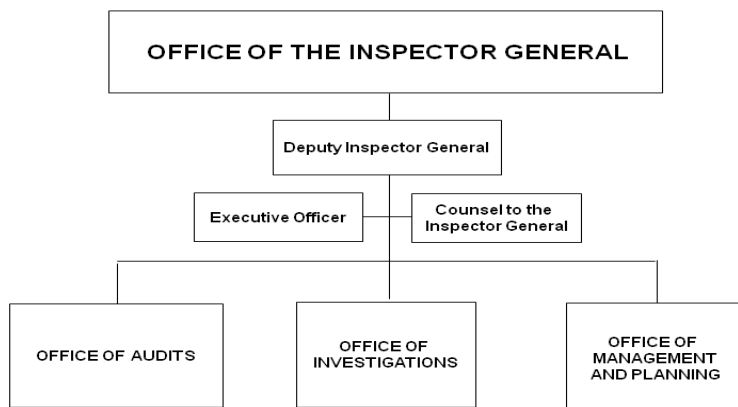 OFFICE OF THE INSPECTOR GENERAL
Deputy Inspector General
Executive Officer
Counsel to the
Inspector General
OFFICE OF AUDITS
OFFICE OF
INVESTIGATIONS
OFFICE OF
MANAGEMENT
AND PLANNING